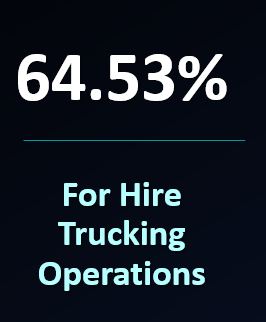 64.53%
For Hire
Trucking
Operations